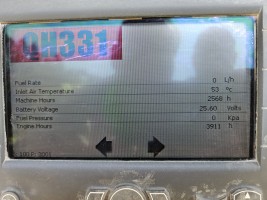 QH331
Fuel Rate 0 L/h
Inlet Air Temperature 53 °C
Machine Hours 2560 h
Battery Voltage 25.60 Volts
Fuel Pressure 0 Kpa
Engine Hours 3911 h